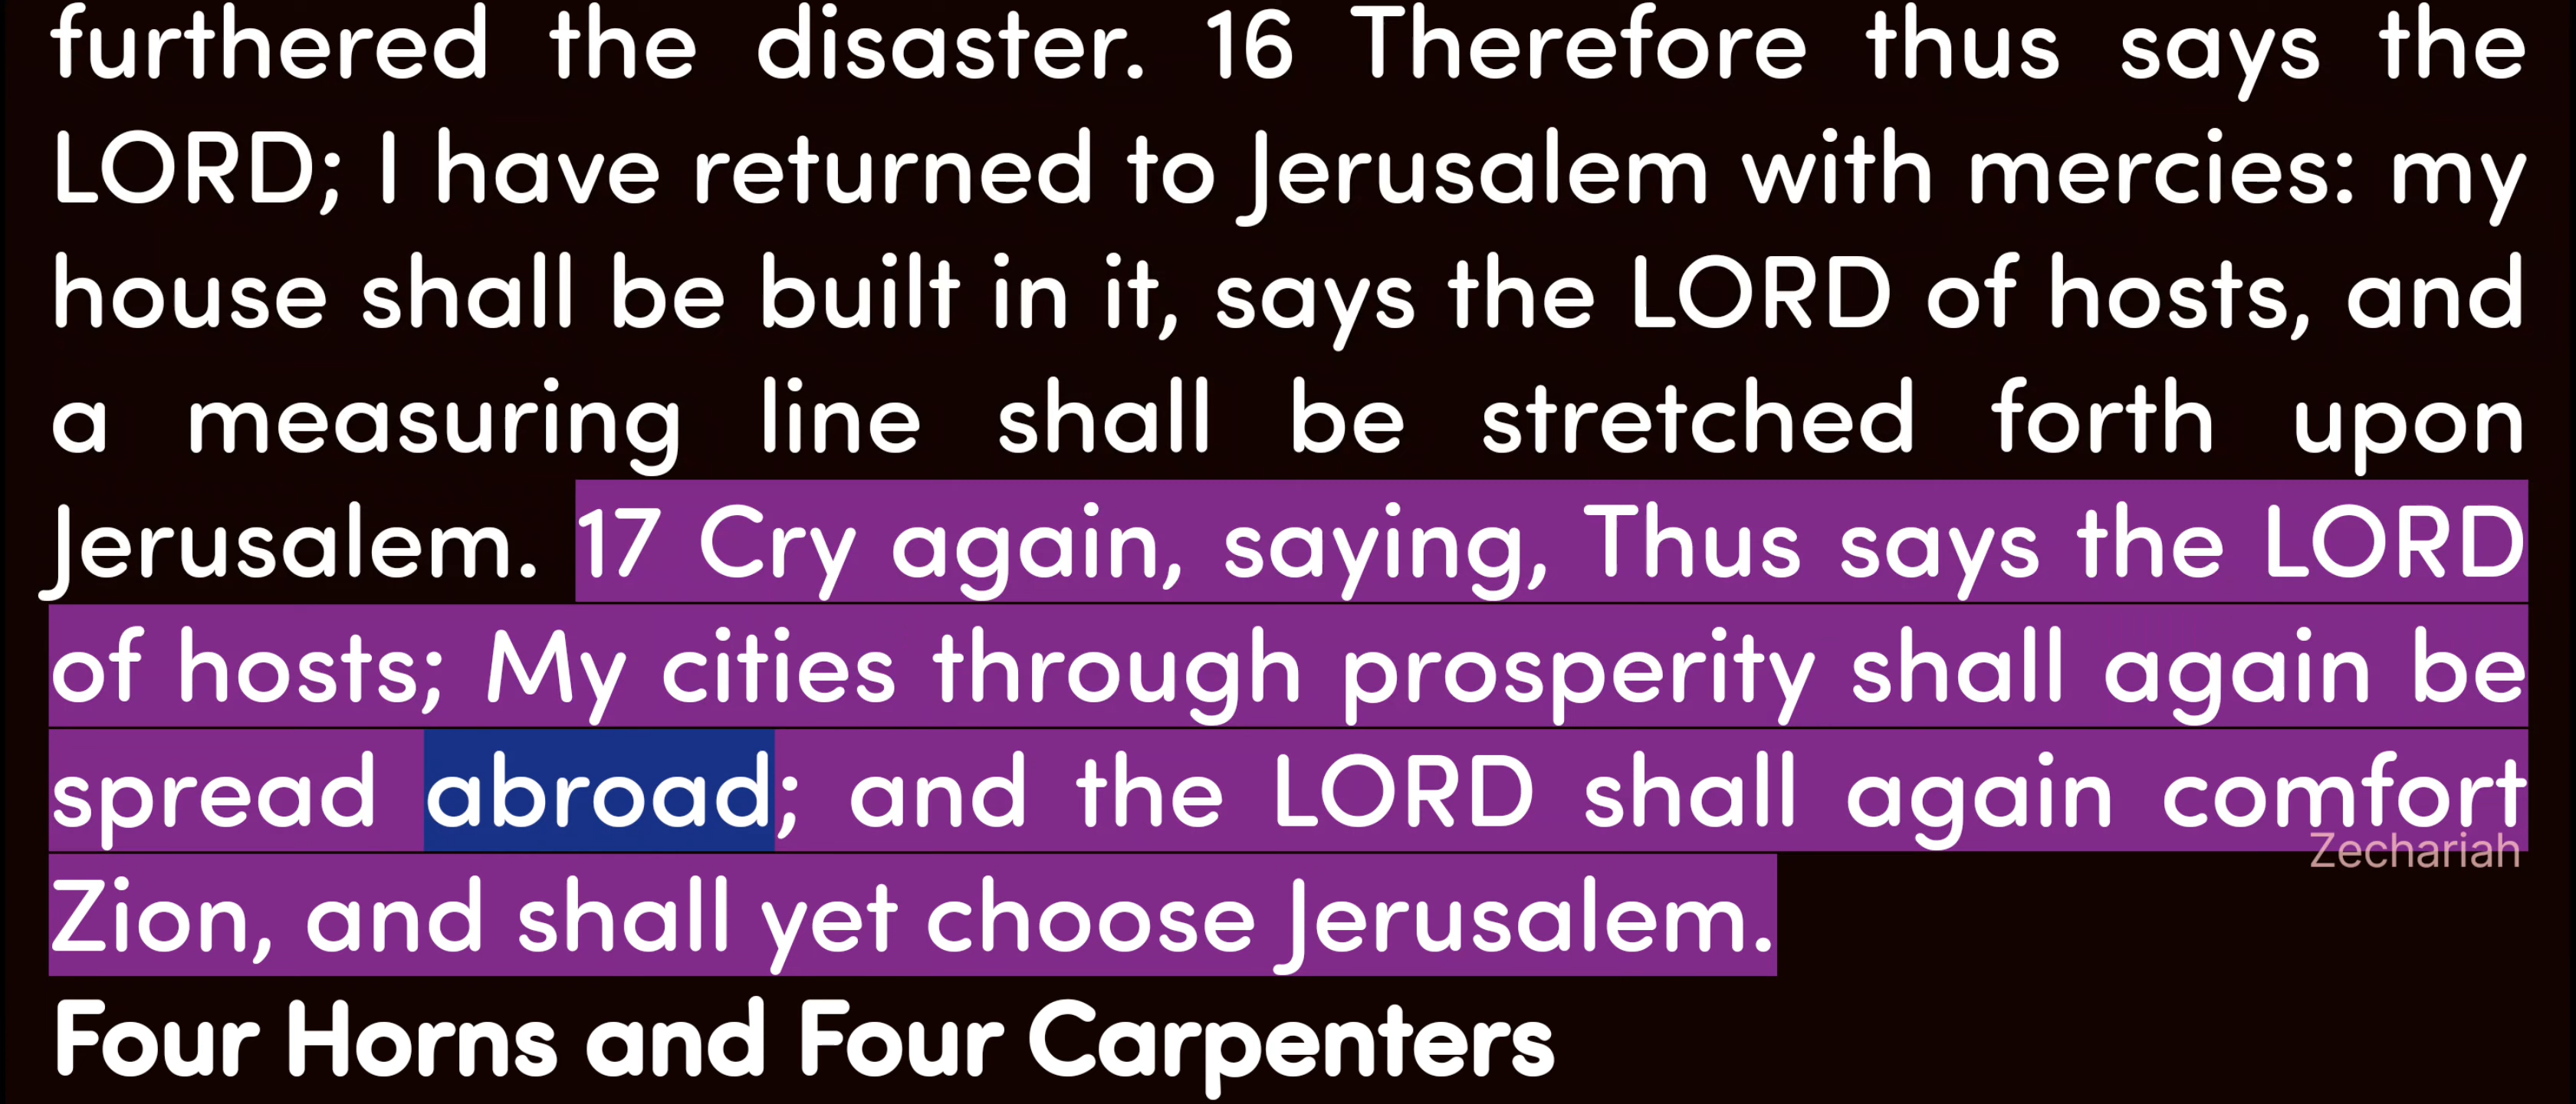 furthered the disaster. 16 Therefore thus says the
LORD; I have returned to Jerusalem with mercies: my
house shall be built in it, says the LORD of hosts, and
a measuring line shall be stretched forth upon
Jerusalem. 17 Cry again, saying, Thus says the LORD
of hosts; My cities through prosperity shall again be
spread abroad; and the LORD shall again comfort
Zechariah
Zion, and shall yet choose Jerusalem.
Four Horns and Four Carpenters